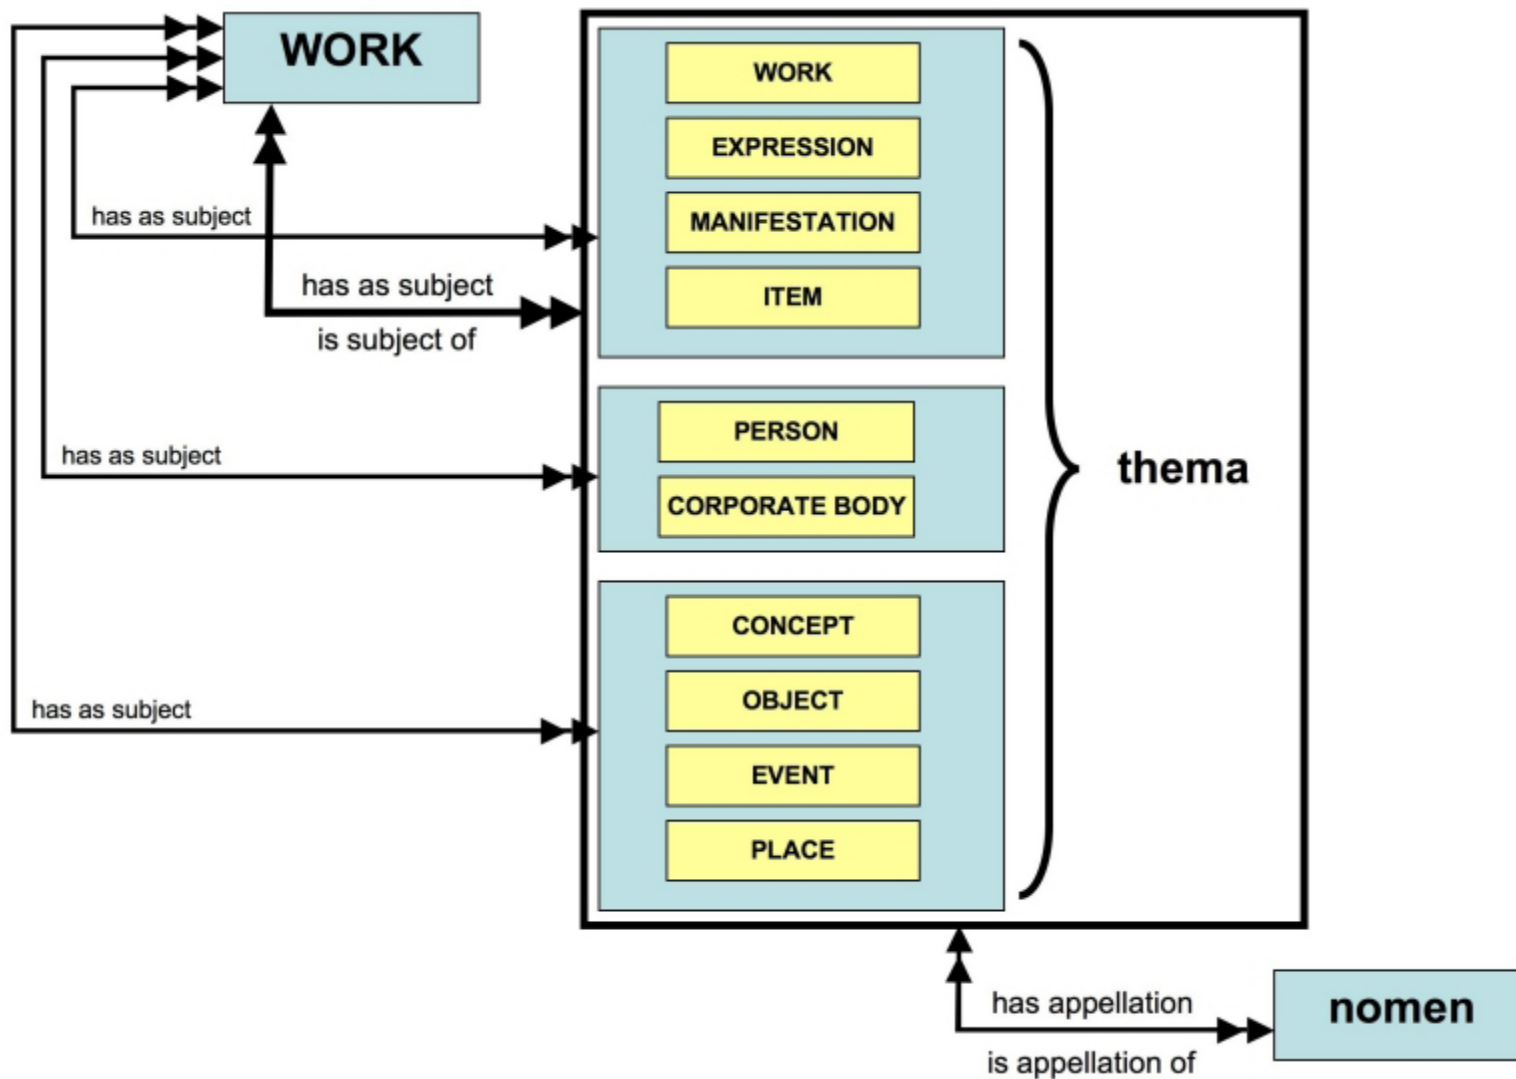 WORK
has as subject
has as subject
is subject of
has as subject
has as subject
WORK
EXPRESSION
MANIFESTATION
ITEM
PERSON
CORPORATE BODY
CONCEPT
OBJECT
EVENT
PLACE
thema
has appellation
is appellation of
nomen